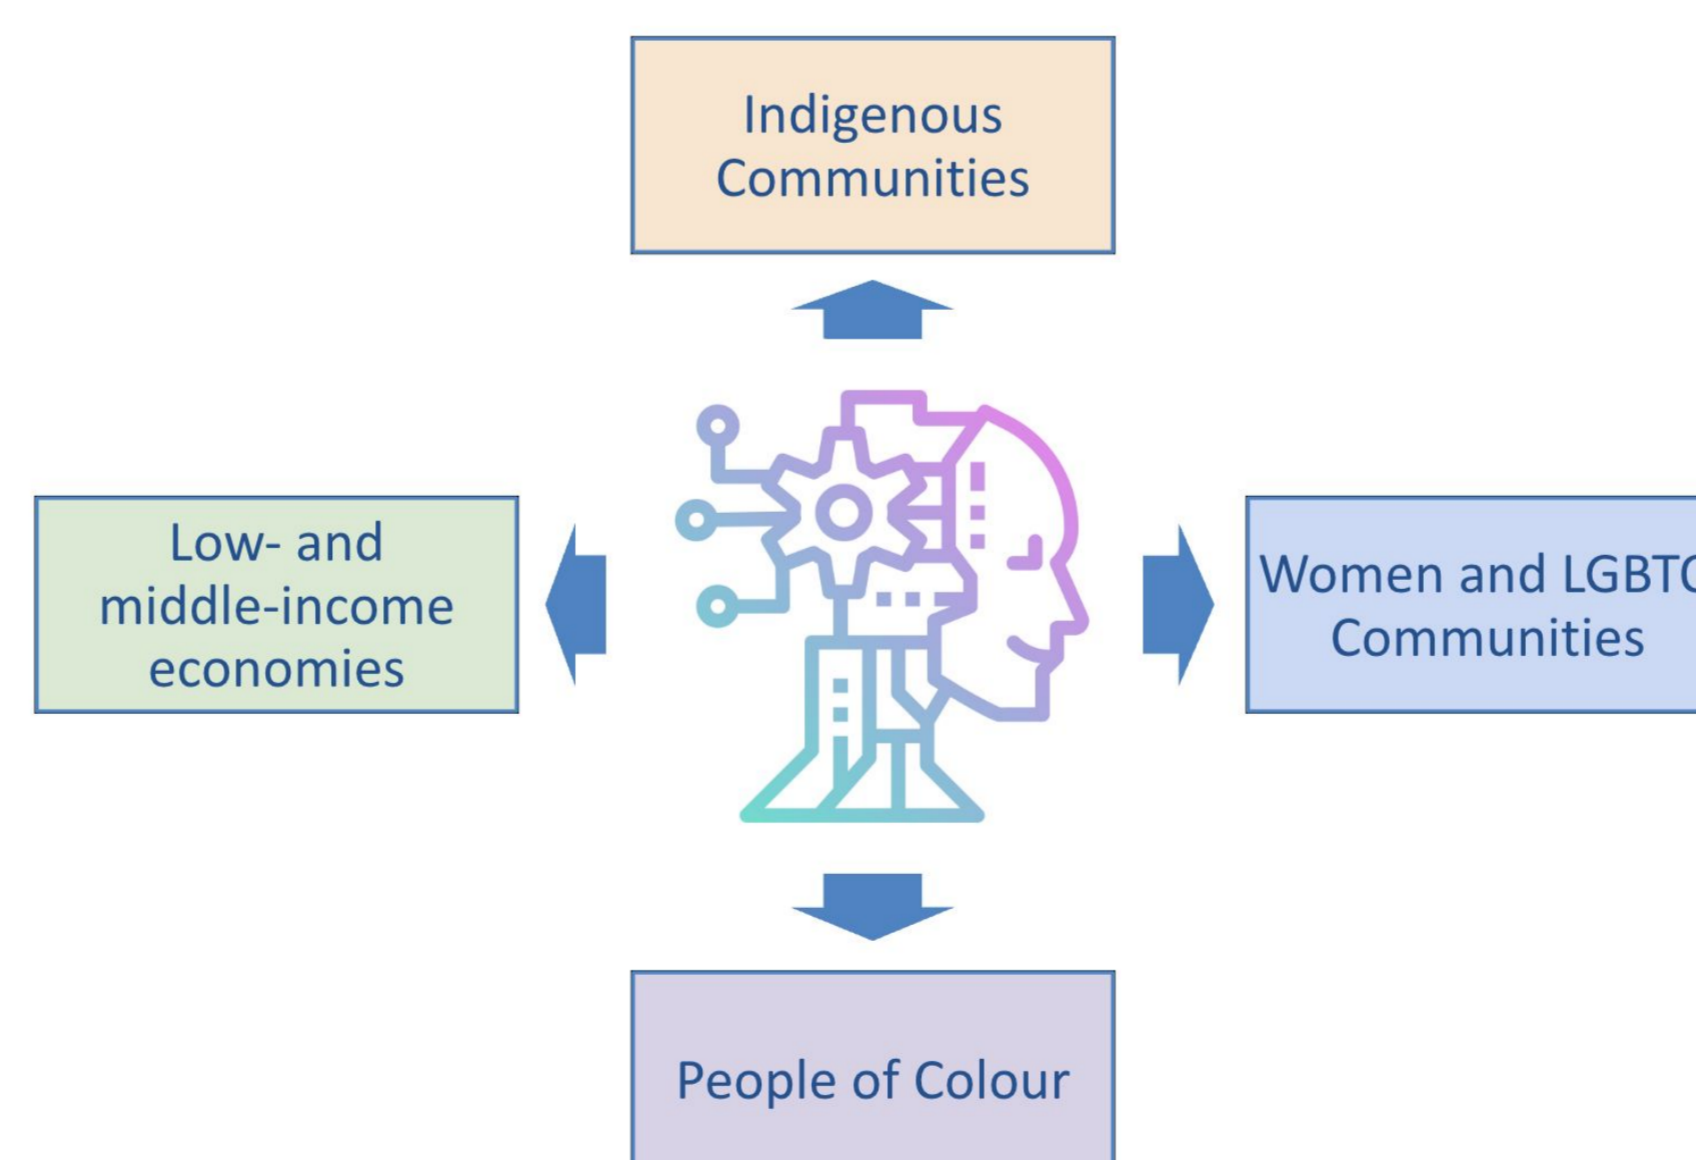 Indigenous
Communities
Low- and
middle-income
economies
Women and
Communities
People of Colour